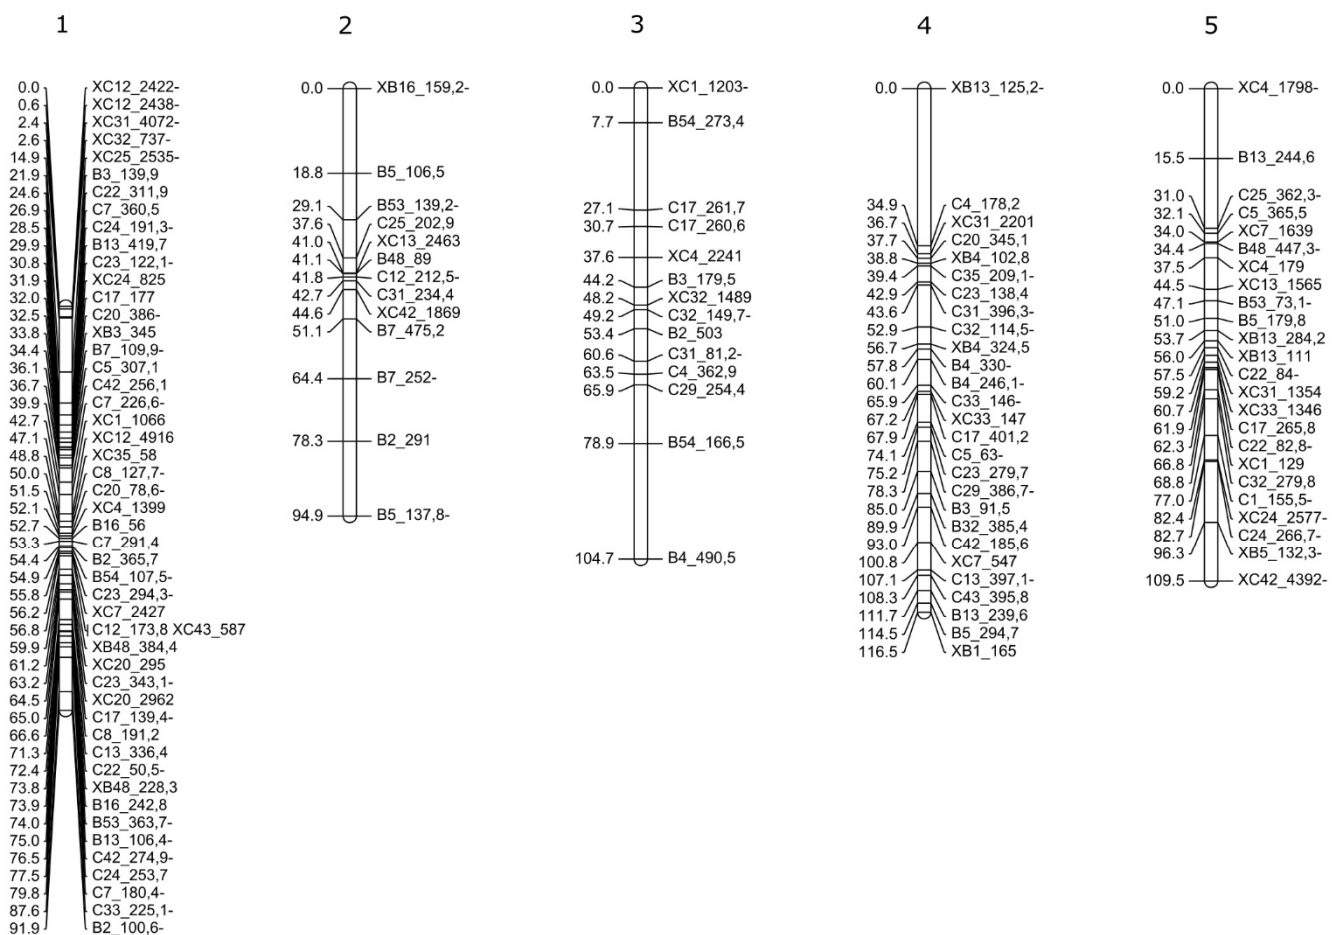 1
0.0 XC12_2422-
0.6 XC12_2438-
2.4 XC31_4072-
2.6 XC32_737-
14.9 XC25_2535-
21.9 B3_139,9
24.6 C22_311,9
26.9 C7_360,5
28.5 C24_191,3-
29.9 B13_419,7
30.8 C23_122,1-
31.9 XC24_825
32.0 C17_177
32.5 C20_386-
33.8 XB3_345
34.4 B7_109,9-
36.1 C5_307,1
36.7 C42_256,1
39.9 C7_226,6-
42.7 XC1_1066
47.1 XC12_4916
48.8 XC35_58
50.0 C8_127,7-
51.5 C20_78,6-
52.1 XC4_1399
52.7 B16_56
53.3 C7_291,4
54.4 B2_365,7
54.9 B54_107,5-
55.8 C23_294,3-
56.2 XC7_2427
56.8 C12_173,8 XC43_587
59.9 XB48_384,4
61.2 XC20_295
63.2 C23_343,1-
64.5 XC20_2962
65.0 C17_139,4-
66.6 C8_191,2
71.3 C13_336,4
72.4 C22_50,5-
73.8 XB48_228,3
73.9 B16_242,8
74.0 B53_363,7-
75.0 B13_106,4-
76.5 C42_274,9-
77.5 C24_253,7
79.8 C7_180,4-
87.6 C33_225,1-
91.9 B2_100,6-
2
0.0 XB16_159,2-
18.8 B5_106,5
29.1 B53_139,2-
37.6 C25_202,9
41.0 XC13_2463
41.1 B48_89
41.8 C12_212,5-
42.7 C31_234,4
44.6 XC42_1869
51.1 B7_475,2
64.4 B7_252-
78.3 B2_291
94.9 B5_137,8-
3
0.0 XC1_1203-
7.7 B54_273,4
27.1 C17_261,7
30.7 C17_260,6
37.6 XC4_2241
44.2 B3_179,5
48.2 XC32_1489
49.2 C32_149,7-
53.4 B2_503
60.6 C31_81,2-
63.5 C4_362,9
65.9 C29_254,4
78.9 B54_166,5
104.7 B4_490,5
4
0.0 XB13_125,2-
34.9 C4_178,2
36.7 XC31_2201
37.7 C20_345,1
38.8 XB4_102,8
39.4 C35_209,1-
42.9 C23_138,4
43.6 C31_396,3-
52.9 C32_114,5-
56.7 XB4_324,5
57.8 B4_330-
60.1 B4_246,1-
65.9 C33_146-
67.2 XC33_147
67.9 C17_401,2
74.1 C5_63-
75.2 C23_279,7
78.3 C29_386,7-
85.0 B3_91,5
89.9 B32_385,4
93.0 C42_185,6
100.8 XC7_547
107.1 C13_397,1-
108.3 C43_395,8
111.7 B13_239,6
114.5 B5_294,7
116.5 XB1_165
5
0.0 XC4_1798-
15.5 B13_244,6
31.0 C25_362,3-
32.1 C5_365,5
34.0 XC7_1639
34.4 B48_447,3-
37.5 XC4_179
44.5 XC13_1565
47.1 B53_73,1-
51.0 B5_179,8
53.7 XB13_284,2
56.0 XB13_111
57.5 C22_84-
59.2 XC31_1354
60.7 XC33_1346
61.9 C17_265,8
62.3 C22_82,8-
66.8 XC1_129
68.8 C32_279,8
77.0 C1_155,5-
82.4 XC24_2577-
82.7 C24_266,7-
96.3 XB5_132,3-
109.5 XC42_4392-